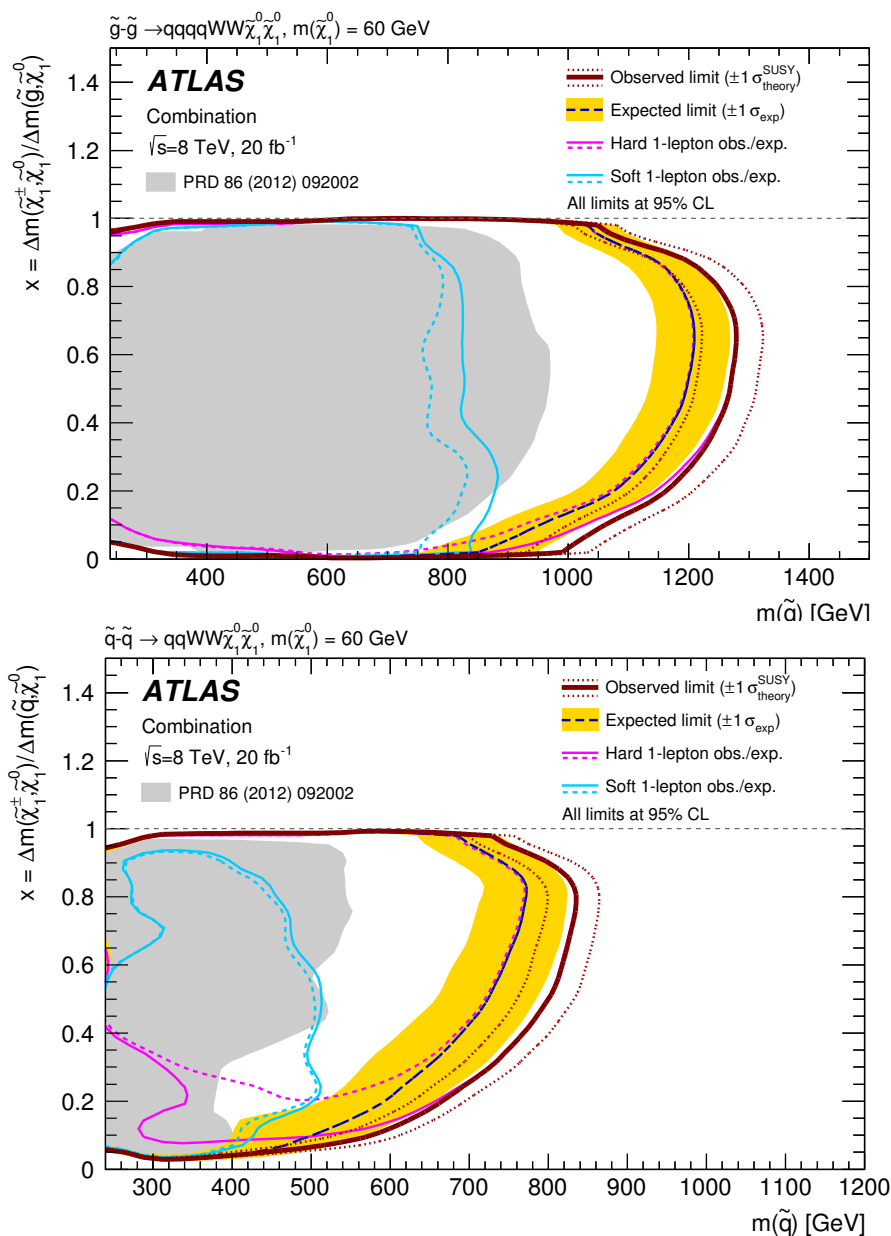 g̃-g̃ → qqqqWWχ̃₁⁰χ̃₁⁰, m(χ̃₁⁰) = 60 GeV
x = Δm(χ̃₁±,χ̃₁⁰)/Δm(g̃,χ̃₁⁰)
ATLAS
Combination
√s=8 TeV, 20 fb⁻¹
PRD 86 (2012) 092002
Observed limit (±1 σ_theory^SUSY)
Expected limit (±1 σ_exp)
Hard 1-lepton obs./exp.
Soft 1-lepton obs./exp.
All limits at 95% CL
1.4
1.2
1
0.8
0.6
0.4
0.2
0
400 600 800 1000 1200 1400
m(g̃) [GeV]
q̃-q̃ → qqWWχ̃₁⁰χ̃₁⁰, m(χ̃₁⁰) = 60 GeV
x = Δm(χ̃₁±,χ̃₁⁰)/Δm(q̃,χ̃₁⁰)
ATLAS
Combination
√s=8 TeV, 20 fb⁻¹
PRD 86 (2012) 092002
Observed limit (±1 σ_theory^SUSY)
Expected limit (±1 σ_exp)
Hard 1-lepton obs./exp.
Soft 1-lepton obs./exp.
All limits at 95% CL
1.4
1.2
1
0.8
0.6
0.4
0.2
0
300 400 500 600 700 800 900 1000 1100 1200
m(q̃) [GeV]